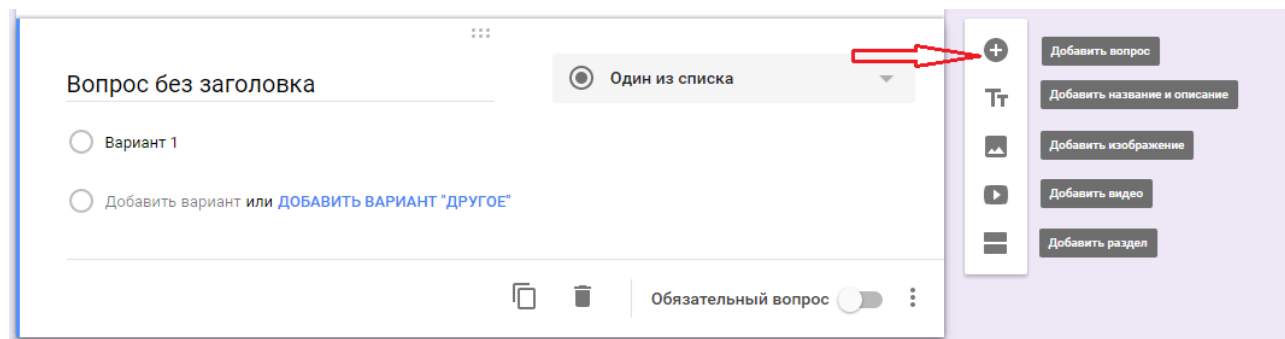 Вопрос без заголовка
Один из списка
Вариант 1
Добавить вариант или ДОБАВИТЬ ВАРИАНТ "ДРУГОЕ"
Обязательный вопрос
Добавить вопрос
Тт
Добавить название и описание
Добавить изображение
Добавить видео
Добавить раздел